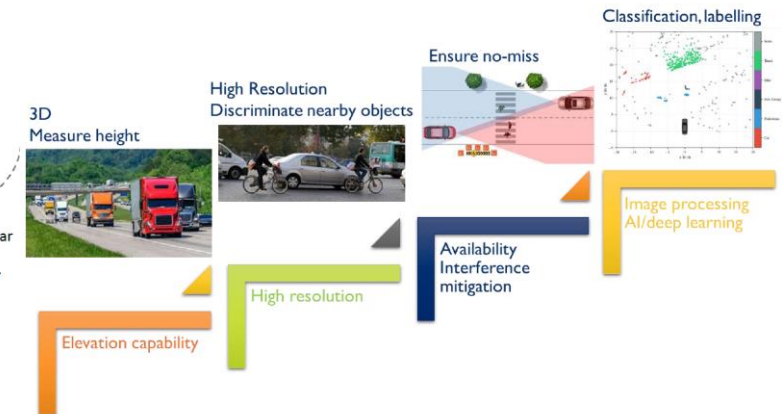 3D
Measure height
ar
Elevation capability
High Resolution
Discriminate nearby objects
High resolution
Ensure no-miss
Availability
Interference
mitigation
Classification, labelling
Image processing
AI/deep learning